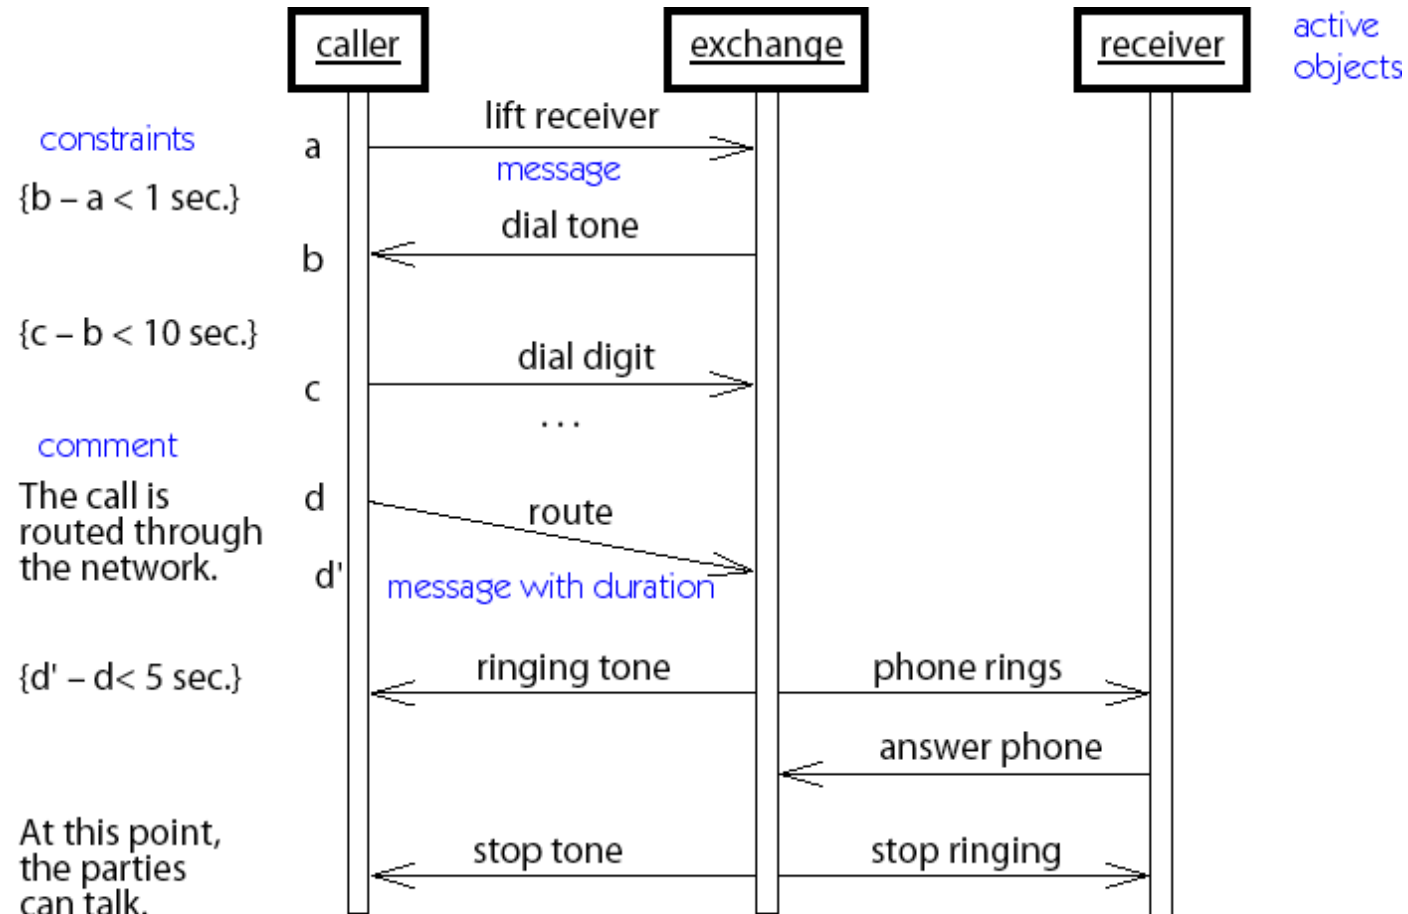 caller
exchange
receiver
active
objects
constraints
a
lift receiver
message
{b – a < 1 sec.}
dial tone
b
{c – b < 10 sec.}
dial digit
c
. . .
comment
The call is
routed through
the network.
d
route
d'
message with duration
{d' – d< 5 sec.}
ringing tone
phone rings
answer phone
At this point,
the parties
can talk.
stop tone
stop ringing